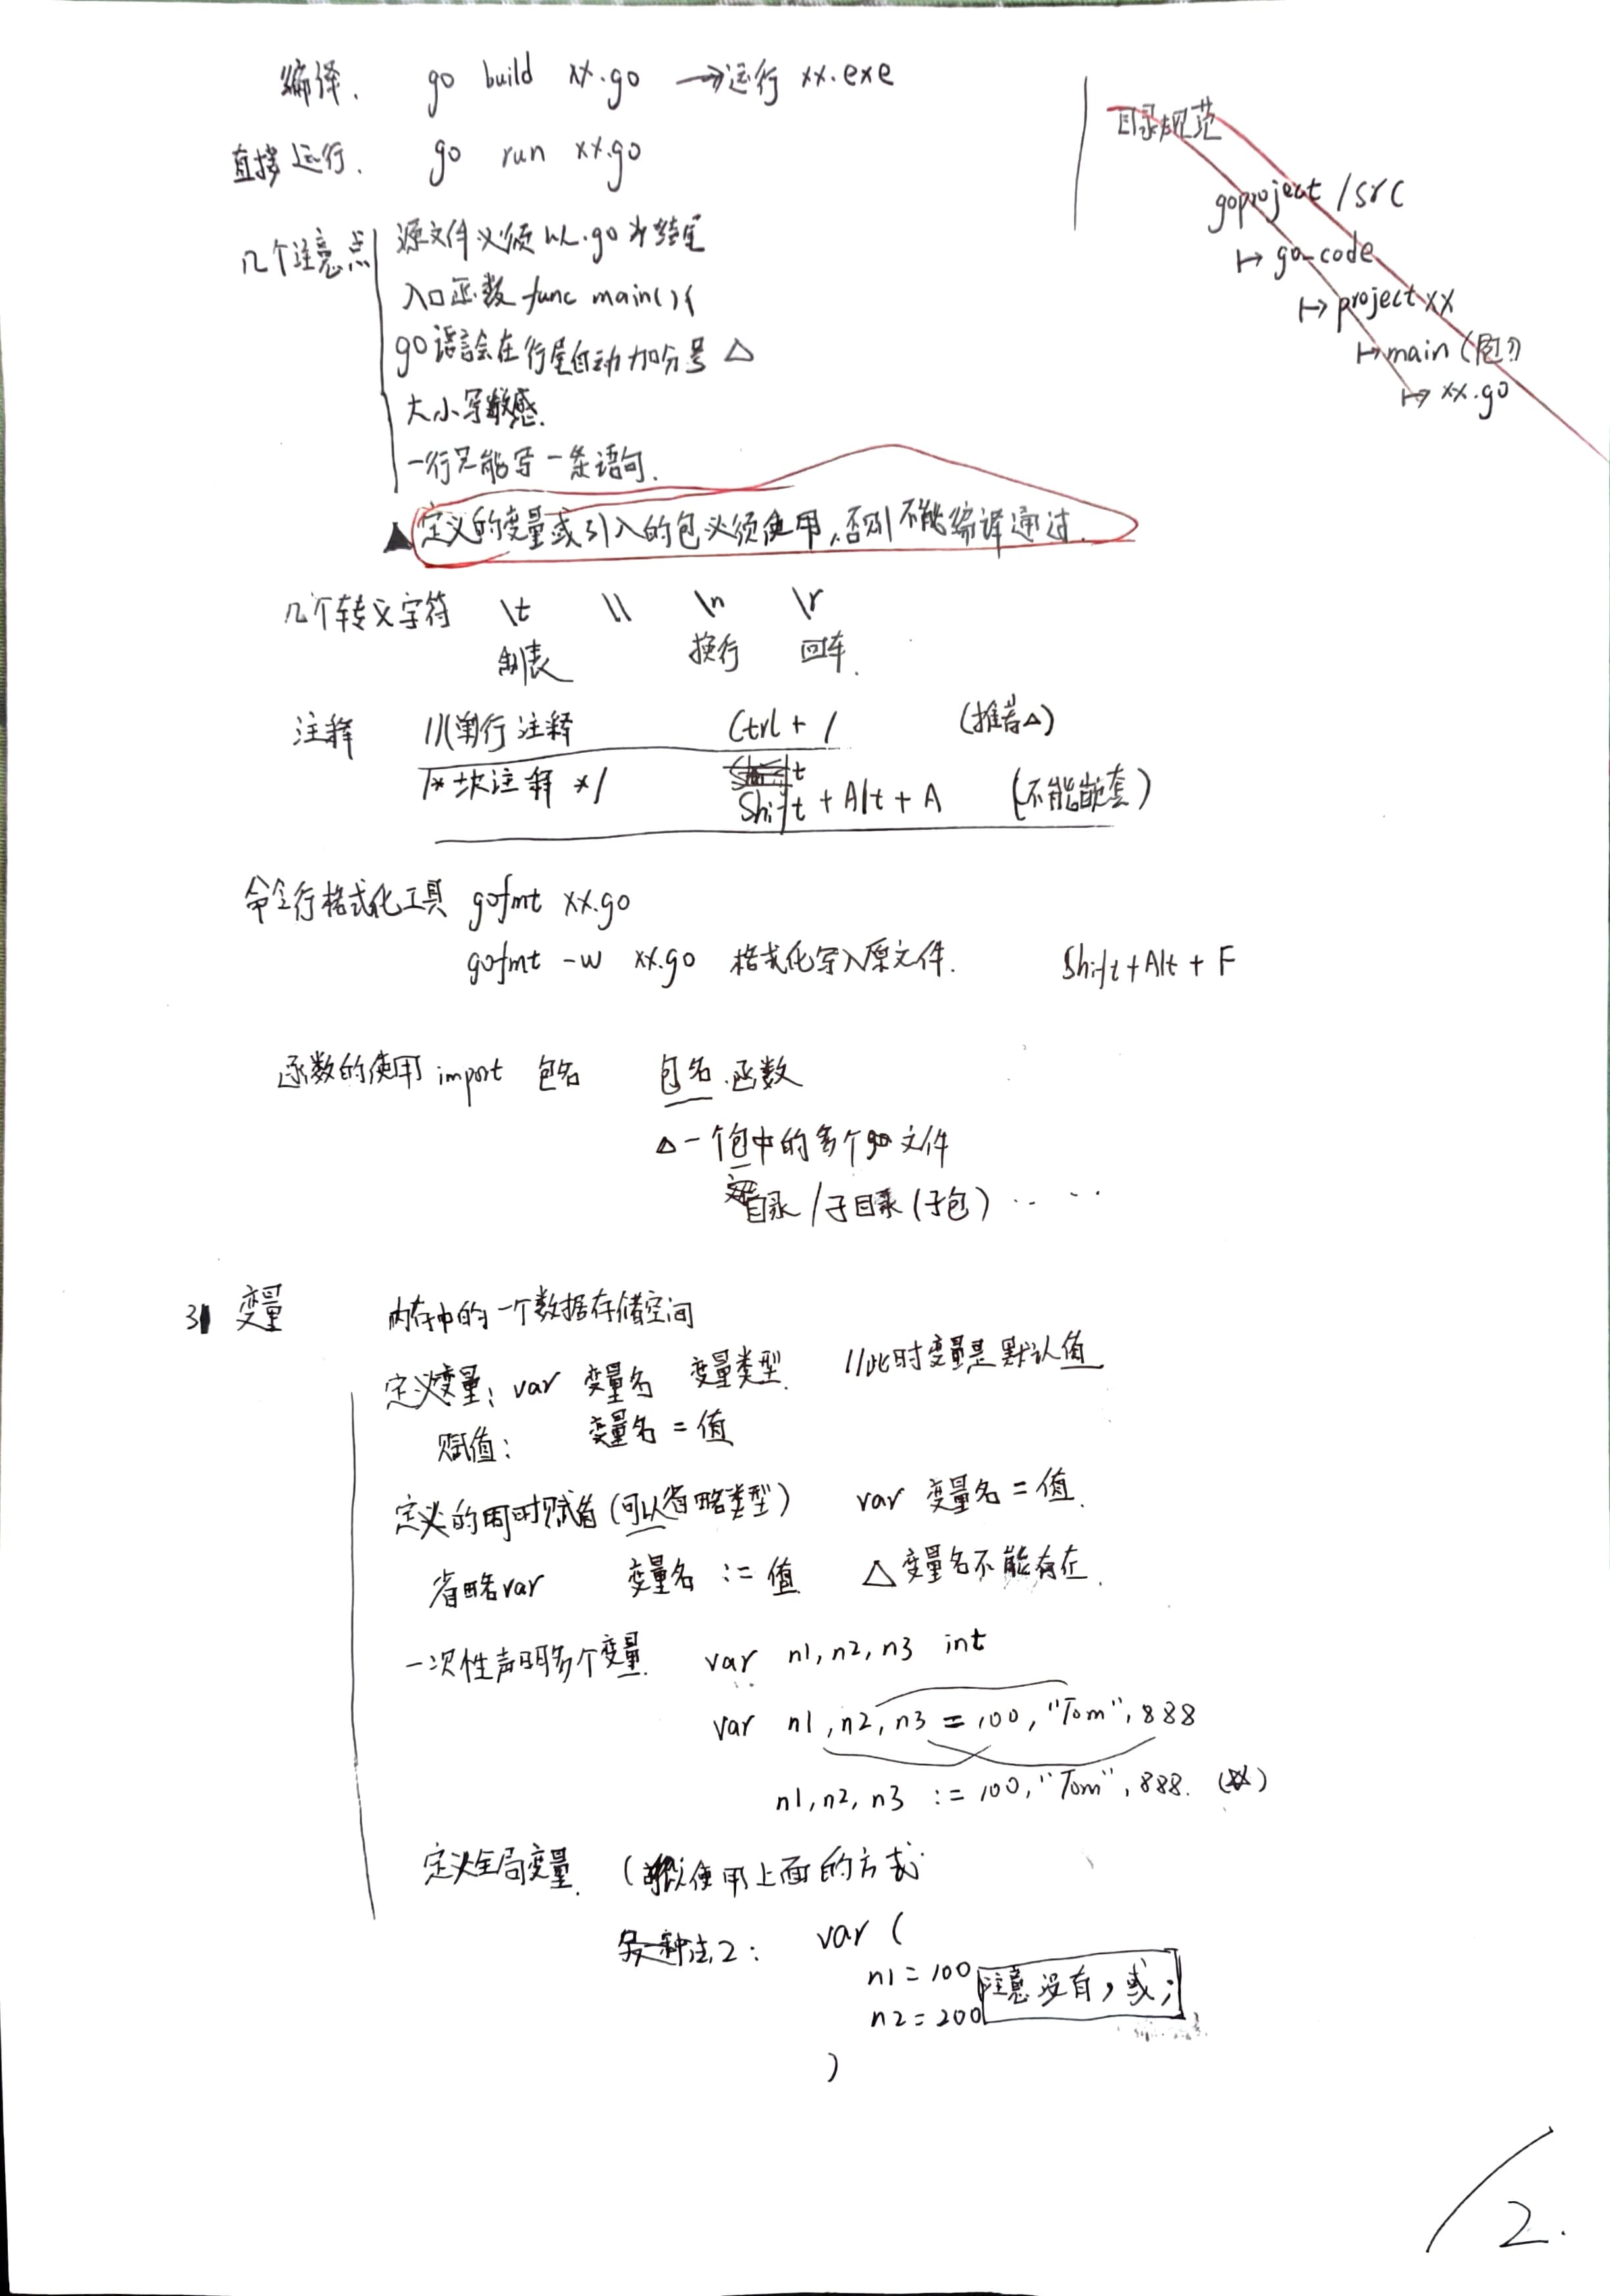 编译. go build xx.go → 运行 xx.exe
直接运行. go run xx.go
目录规范
goproject /src
↦ go_code
↦ project xx
↦ main (包)
↦ xx.go
几个注意点 源文件必须以.go为结尾
入口函数 func main(){
go语言会在行尾自动加分号 △
大小写敏感.
一行只能写一条语句.
▲ 定义的变量或引入的包必须使用,否则不能编译通过.
几个转义字符 \t \\ \n \r
制表 换行 回车.
注释 // 单行注释 Ctrl + / (推荐△)
/* 块注释 */ Shift + Alt + A (不能嵌套)
命令行格式化工具 gofmt xx.go
gofmt -w xx.go 格式化写入原文件. Shift+Alt + F
函数的使用 import 包名 包名.函数
△ 一个包中的多个go文件
目录/子目录(子包) .. ...
31 变量 内存中的一个数据存储空间
定义变量: var 变量名 变量类型. //此时变量是默认值
赋值: 变量名 = 值
定义的同时赋值(可以省略类型) var 变量名 = 值.
省略var 变量名 := 值 △ 变量名不能存在.
一次性声明多个变量. var n1, n2, n3 int
var n1, n2, n3 = 100, "Tom", 888
n1, n2, n3 := 100, "Tom", 888.
定义全局变量. (可以使用上面的方式
法2: var (
n1 = 100
n2 = 200 注意没有,或;
)
/2.